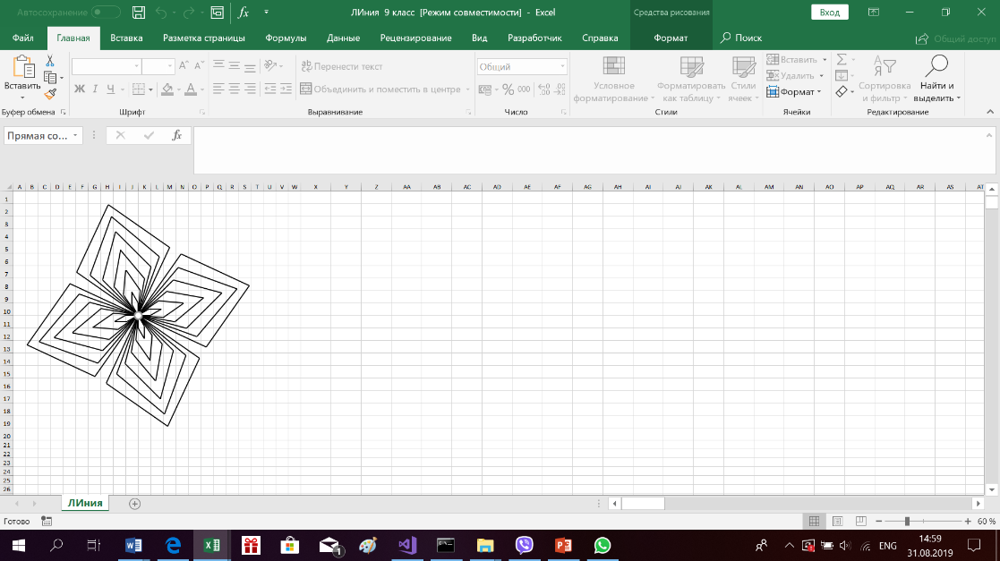 Автосохранение
ЛИния 9 класс [Режим совместимости] - Excel
Средства рисования
Вход
Файл Главная Вставка Разметка страницы Формулы Данные Рецензирование Вид Разработчик Справка Формат Поиск Общий доступ
Вставить
Ж К Ч
Перенести текст
Объединить и поместить в центре
Общий
% 000
Условное форматирование
Форматировать как таблицу
Стили ячеек
Вставить
Удалить
Формат
Сортировка и фильтр
Найти и выделить
Буфер обмена Шрифт Выравнивание Число Стили Ячейки Редактирование
Прямая со... fx
A B C D E F G H I J K L M N O P Q R S T U V W X Y Z AA AB AC AD AE AF AG AH AI AJ AK AL AM AN AO AP AQ AR AS AT
1
2
3
4
5
6
7
8
9
10
11
12
13
14
15
16
17
18
19
20
21
22
23
24
25
26
ЛИния
Готово
60 %
1
ENG
14:59
31.08.2019